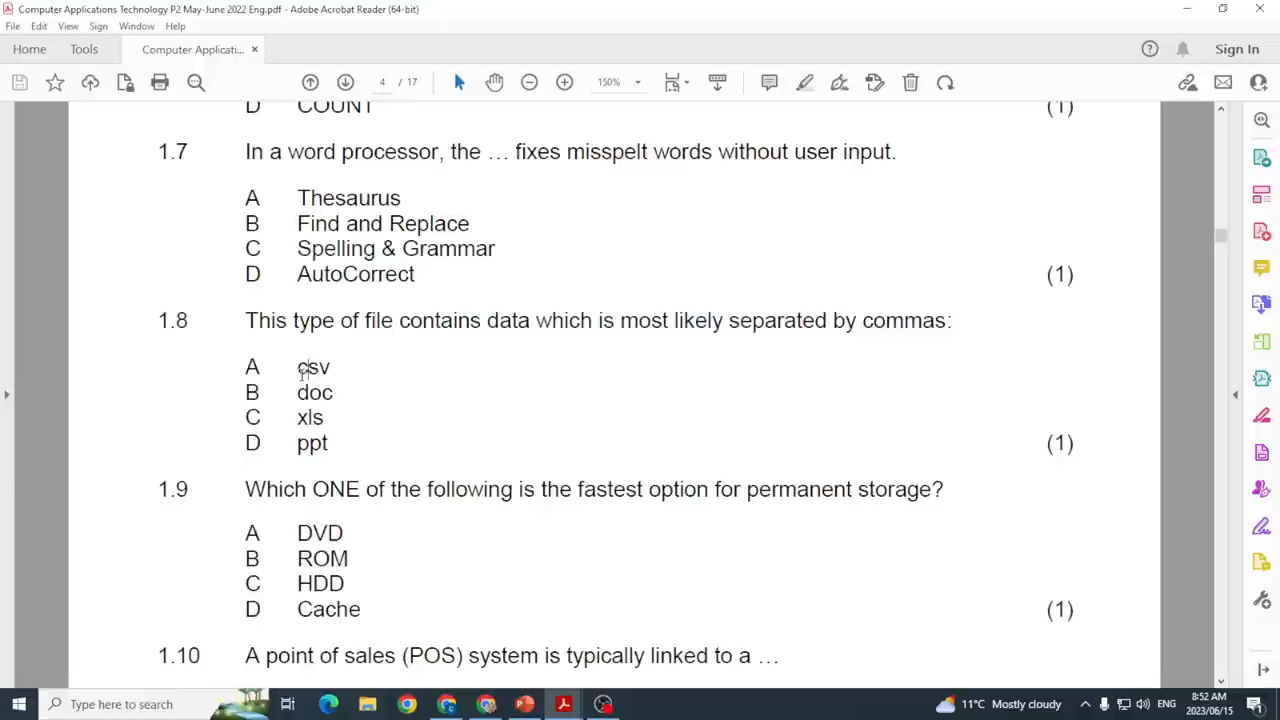 Computer Applications Technology P2 May-June 2022 Eng.pdf - Adobe Acrobat Reader (64-bit)
File Edit View Sign Window Help
Home Tools Computer Applicati... × Sign In
4 / 17 150%
D COUNT (1)
1.7 In a word processor, the … fixes misspelt words without user input.
A Thesaurus
B Find and Replace
C Spelling & Grammar
D AutoCorrect (1)
1.8 This type of file contains data which is most likely separated by commas:
A csv
B doc
C xls
D ppt (1)
1.9 Which ONE of the following is the fastest option for permanent storage?
A DVD
B ROM
C HDD
D Cache (1)
1.10 A point of sales (POS) system is typically linked to a …
Type here to search 11°C Mostly cloudy ENG 8:52 AM
2023/06/15